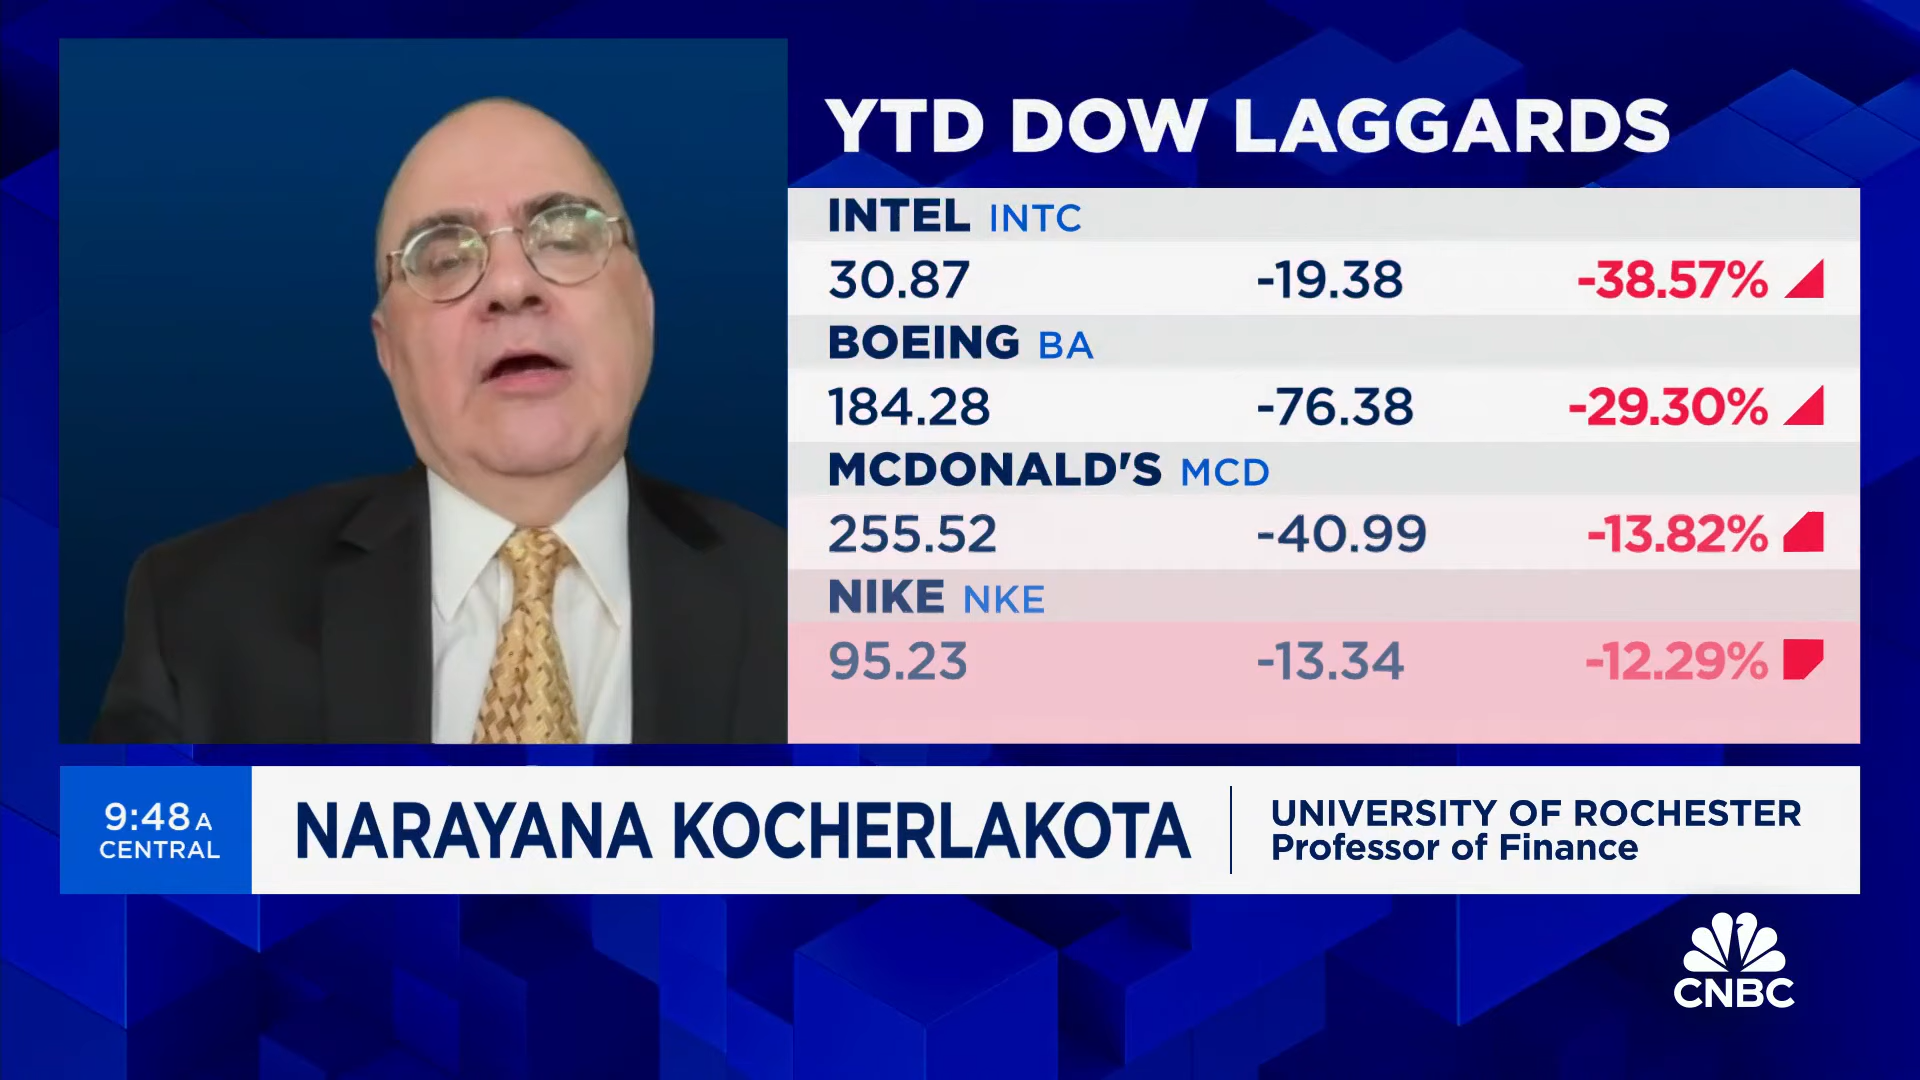 YTD DOW LAGGARDS
INTEL INTC
30.87 -19.38 -38.57%
BOEING BA
184.28 -76.38 -29.30%
MCDONALD'S MCD
255.52 -40.99 -13.82%
NIKE NKE
95.23 -13.34 -12.29%
9:48 A
CENTRAL
NARAYANA KOCHERLAKOTA
UNIVERSITY OF ROCHESTER
Professor of Finance
CNBC